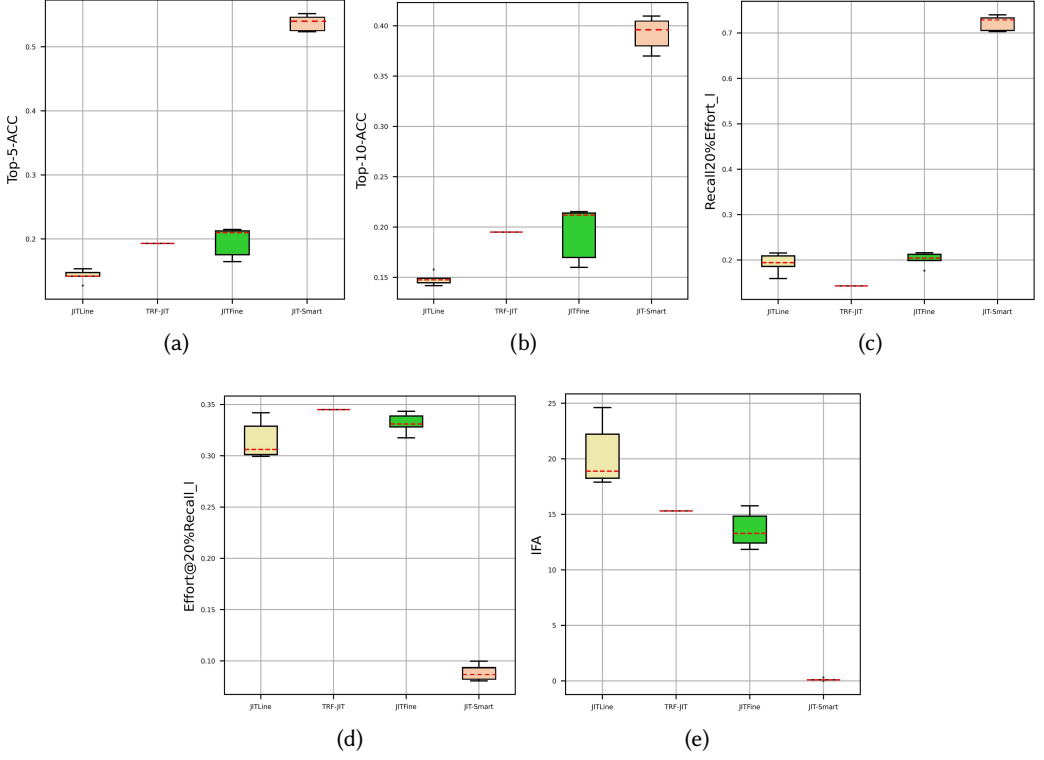 Top-5-ACC
0.5
0.4
0.3
0.2
JITLine
TRF-JIT
JITFine
JIT-Smart
(a)
Top-10-ACC
0.40
0.35
0.30
0.25
0.20
0.15
JITLine
TRF-JIT
JITFine
JIT-Smart
(b)
Recall20%Effort_l
0.7
0.6
0.5
0.4
0.3
0.2
JITLine
TRF-JIT
JITFine
JIT-Smart
(c)
Effort@20%Recall_l
0.35
0.30
0.25
0.20
0.15
0.10
JITLine
TRF-JIT
JITFine
JIT-Smart
(d)
IFA
25
20
15
10
5
0
JITLine
TRF-JIT
JITFine
JIT-Smart
(e)